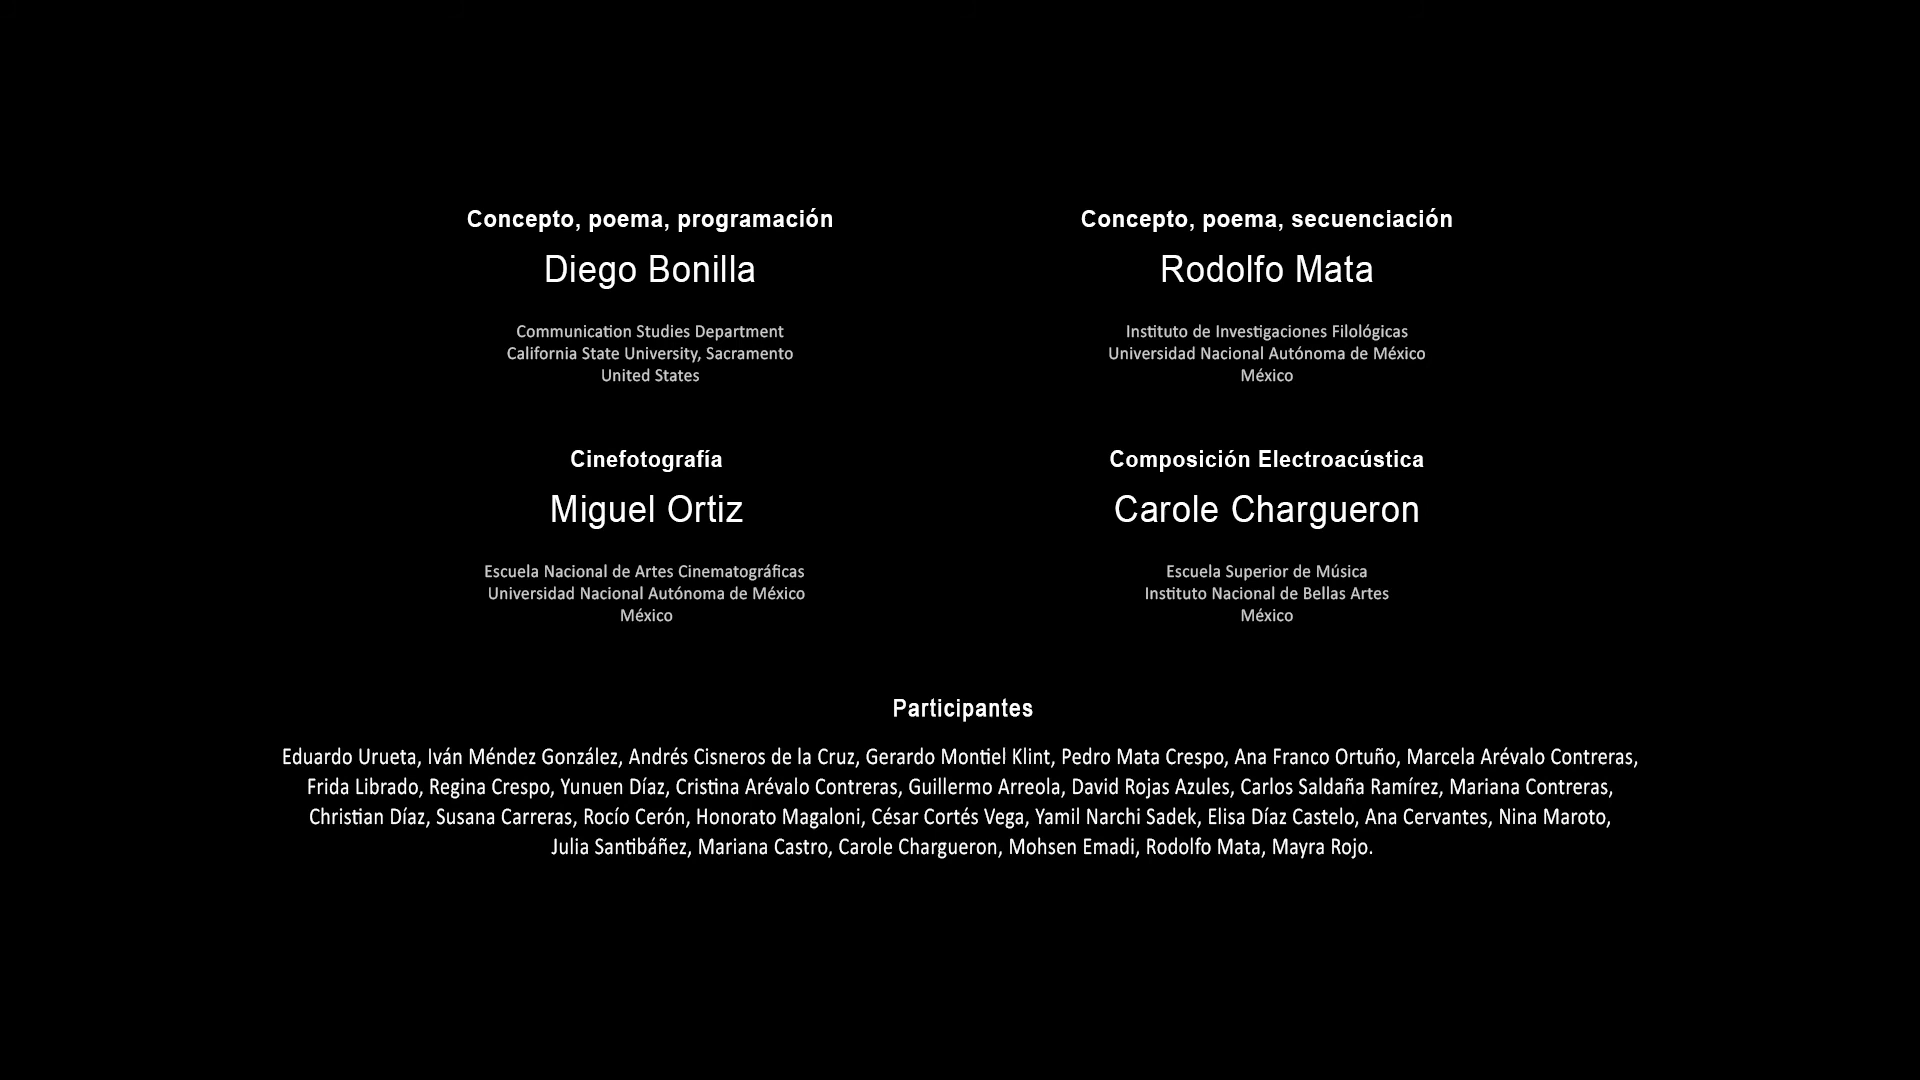 Concepto, poema, programación
Diego Bonilla
Communication Studies Department
California State University, Sacramento
United States
Concepto, poema, secuenciación
Rodolfo Mata
Instituto de Investigaciones Filológicas
Universidad Nacional Autónoma de México
México
Cinefotografía
Miguel Ortiz
Escuela Nacional de Artes Cinematográficas
Universidad Nacional Autónoma de México
México
Composición Electroacústica
Carole Chargueron
Escuela Superior de Música
Instituto Nacional de Bellas Artes
México
Participantes
Eduardo Urueta, Iván Méndez González, Andrés Cisneros de la Cruz, Gerardo Montiel Klint, Pedro Mata Crespo, Ana Franco Ortuño, Marcela Arévalo Contreras,
Frida Librado, Regina Crespo, Yunuen Díaz, Cristina Arévalo Contreras, Guillermo Arreola, David Rojas Azules, Carlos Saldaña Ramírez, Mariana Contreras,
Christian Díaz, Susana Carreras, Rocío Cerón, Honorato Magaloni, César Cortés Vega, Yamil Narchi Sadek, Elisa Díaz Castelo, Ana Cervantes, Nina Maroto,
Julia Santibáñez, Mariana Castro, Carole Chargueron, Mohsen Emadi, Rodolfo Mata, Mayra Rojo.